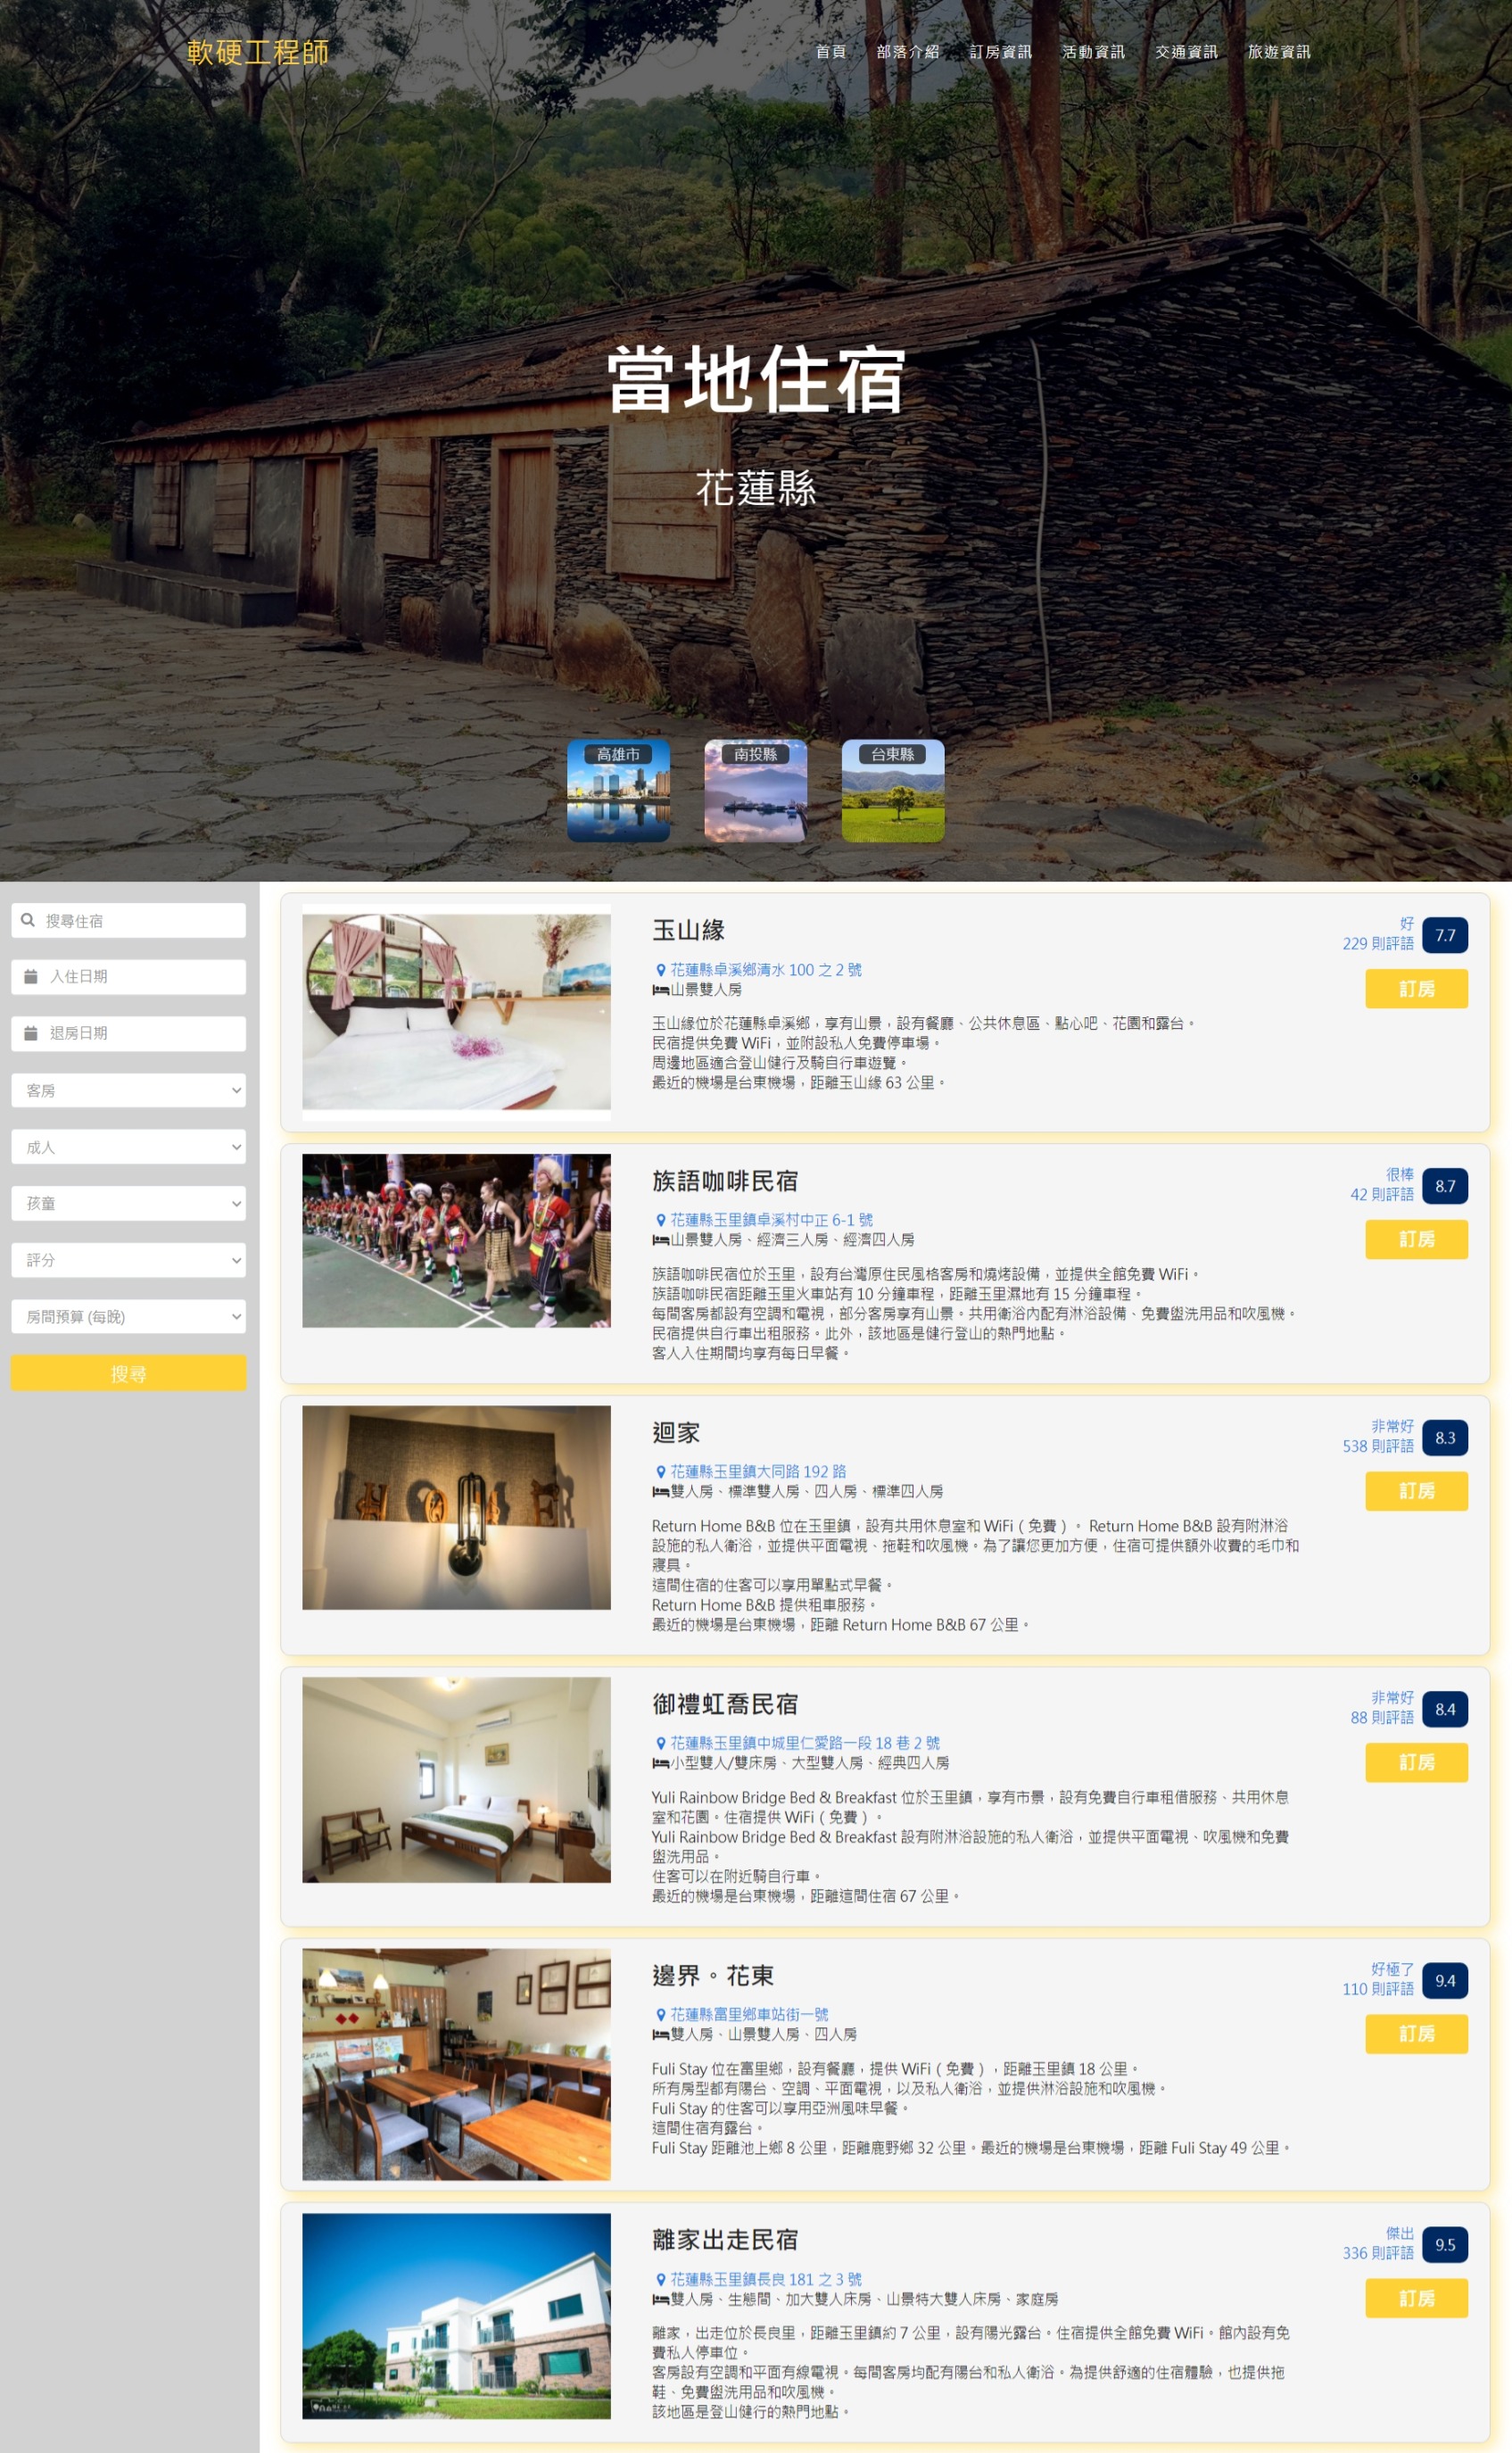 軟硬工程師
首頁 部落介紹 訂房資訊 活動資訊 交通資訊 旅遊資訊
當地住宿
花蓮縣
高雄市 南投縣 台東縣
搜尋住宿
入住日期
退房日期
客房
成人
孩童
評分
房間預算 (每晚)
搜尋
玉山緣
花蓮縣卓溪鄉清水 100 之 2 號
山景雙人房
玉山緣位於花蓮縣卓溪鄉，享有山景，設有餐廳、公共休息區、點心吧、花園和露台。
民宿提供免費 WiFi，並附設私人免費停車場。
周邊地區適合登山健行及騎自行車遊覽。
最近的機場是台東機場，距離玉山緣 63 公里。
好
229 則評語
7.7
訂房
族語咖啡民宿
花蓮縣玉里鎮卓溪村中正 6-1 號
山景雙人房、經濟三人房、經濟四人房
族語咖啡民宿位於玉里，設有台灣原住民風格客房和燒烤設備，並提供全館免費 WiFi。
族語咖啡民宿距離玉里火車站有 10 分鐘車程，距離玉里濕地有 15 分鐘車程。
每間客房都設有空調和電視，部分客房享有山景。共用衛浴內配有淋浴設備、免費盥洗用品和吹風機。
民宿提供自行車出租服務。此外，該地區是健行登山的熱門地點。
客人入住期間均享有每日早餐。
很棒
42 則評語
8.7
訂房
迴家
花蓮縣玉里鎮大同路 192 路
雙人房、標準雙人房、四人房、標準四人房
Return Home B&B 位在玉里鎮，設有共用休息室和 WiFi（免費）。 Return Home B&B 設有附淋浴
設施的私人衛浴，並提供平面電視、拖鞋和吹風機。為了讓您更加方便，住宿可提供額外收費的毛巾和
寢具。
這間住宿的住客可以享用單點式早餐。
Return Home B&B 提供租車服務。
最近的機場是台東機場，距離 Return Home B&B 67 公里。
非常好
538 則評語
8.3
訂房
御禮虹喬民宿
花蓮縣玉里鎮中城里仁愛路一段 18 巷 2 號
小型雙人/雙床房、大型雙人房、經典四人房
Yuli Rainbow Bridge Bed & Breakfast 位於玉里鎮，享有市景，設有免費自行車租借服務、共用休息
室和花園。住宿提供 WiFi（免費）。
Yuli Rainbow Bridge Bed & Breakfast 設有附淋浴設施的私人衛浴，並提供平面電視、吹風機和免費
盥洗用品。
住客可以在附近騎自行車。
最近的機場是台東機場，距離這間住宿 67 公里。
非常好
88 則評語
8.4
訂房
邊界。花東
花蓮縣富里鄉車站街一號
雙人房、山景雙人房、四人房
Fuli Stay 位在富里鄉，設有餐廳，提供 WiFi（免費），距離玉里鎮 18 公里。
所有房型都有陽台、空調、平面電視，以及私人衛浴，並提供淋浴設施和吹風機。
Fuli Stay 的住客可以享用亞洲風味早餐。
這間住宿有露台。
Fuli Stay 距離池上鄉 8 公里，距離鹿野鄉 32 公里。最近的機場是台東機場，距離 Fuli Stay 49 公里。
好極了
110 則評語
9.4
訂房
離家出走民宿
花蓮縣玉里鎮長良 181 之 3 號
雙人房、生態間、加大雙人床房、山景特大雙人床房、家庭房
離家，出走位於長良里，距離玉里鎮約 7 公里，設有陽光露台。住宿提供全館免費 WiFi。館內設有免
費私人停車位。
客房設有空調和平面有線電視。每間客房均配有陽台和私人衛浴。為提供舒適的住宿體驗，也提供拖
鞋、免費盥洗用品和吹風機。
該地區是登山健行的熱門地點。
傑出
336 則評語
9.5
訂房